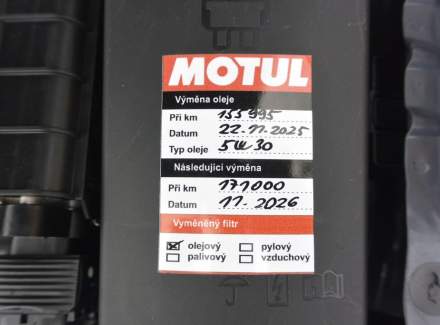 MOTUL
Výměna oleje
Při km 155 995
Datum 22.11.2025
Typ oleje 5W30
Následující výměna
Při km 171000
Datum 11.2026
Vyměněný filtr
olejový pylový
palivový vzduchový